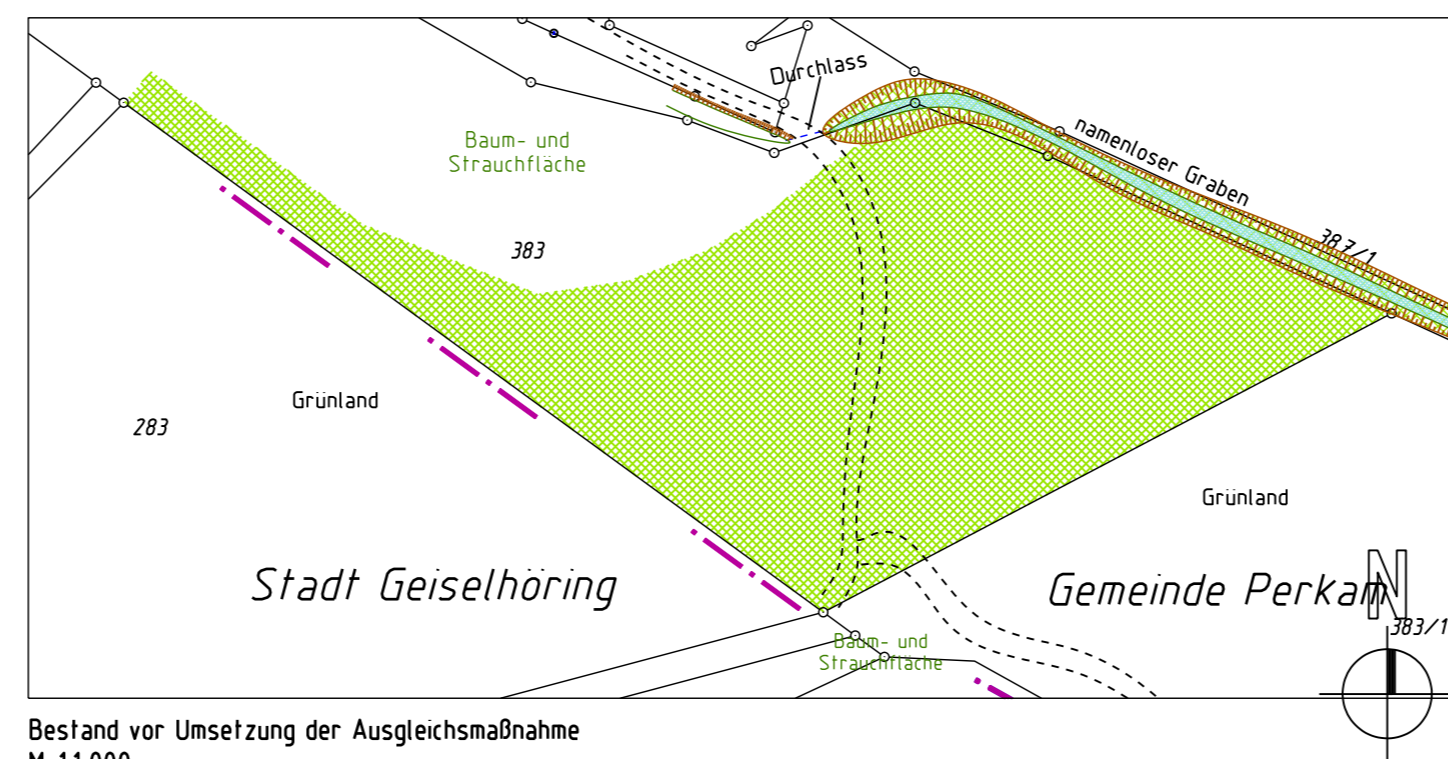 Durchlass
Baum- und
Strauchfläche
namenloser Graben
387/1
383
Grünland
283
Grünland
Stadt Geiselhöring
Gemeinde Perkam
N
383/1
Baum- und
Strauchfläche
Bestand vor Umsetzung der Ausgleichsmaßnahme